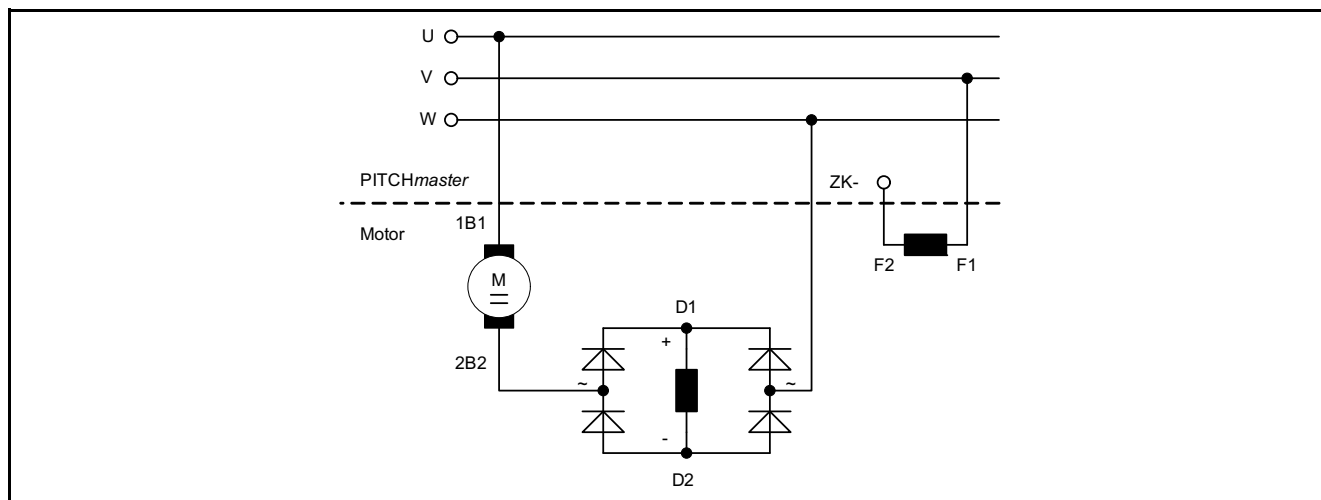 U
V
W
PITCHmaster
ZK-
Motor
1B1
F2
F1
M
D1
+
2B2
~
~
-
D2